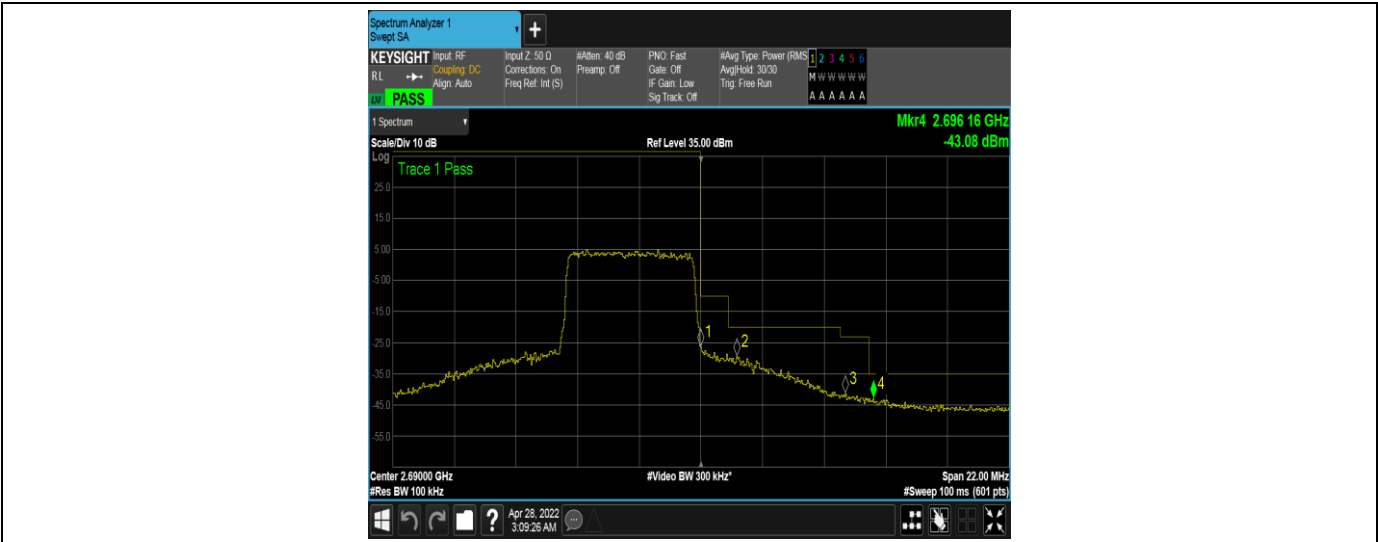 Spectrum Analyzer 1
Swept SA
+
KEYSIGHT Input: RF
Coupling: DC
Align: Auto
RL
PASS
Input Z: 50 Ω
Corrections: On
Freq Ref: Int (S)
#Atten: 40 dB
Preamp: Off
PNO: Fast
Gate: Off
IF Gain: Low
Sig Track: Off
#Avg Type: Power (RMS
Avg|Hold: 30/30
Trig: Free Run
1 2 3 4 5 6
M W W W W W
A A A A A A
1 Spectrum
Mkr4 2.696 16 GHz
Scale/Div 10 dB
Ref Level 35.00 dBm
-43.08 dBm
Log
Trace 1 Pass
25.0
15.0
5.00
-5.00
-15.0
-25.0
-35.0
-45.0
-55.0
1
2
3
4
Center 2.69000 GHz
#Video BW 300 kHz*
Span 22.00 MHz
#Res BW 100 kHz
#Sweep 100 ms (601 pts)
?
Apr 28, 2022
3:09:26 AM